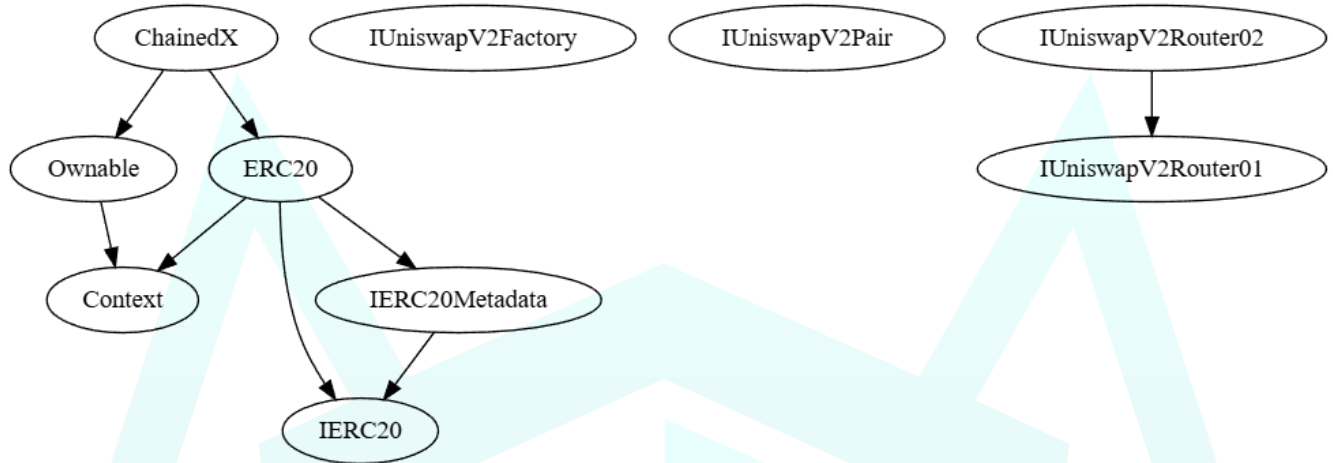 ChainedX
IUniswapV2Factory
IUniswapV2Pair
IUniswapV2Router02
Ownable
ERC20
IUniswapV2Router01
Context
IERC20Metadata
IERC20